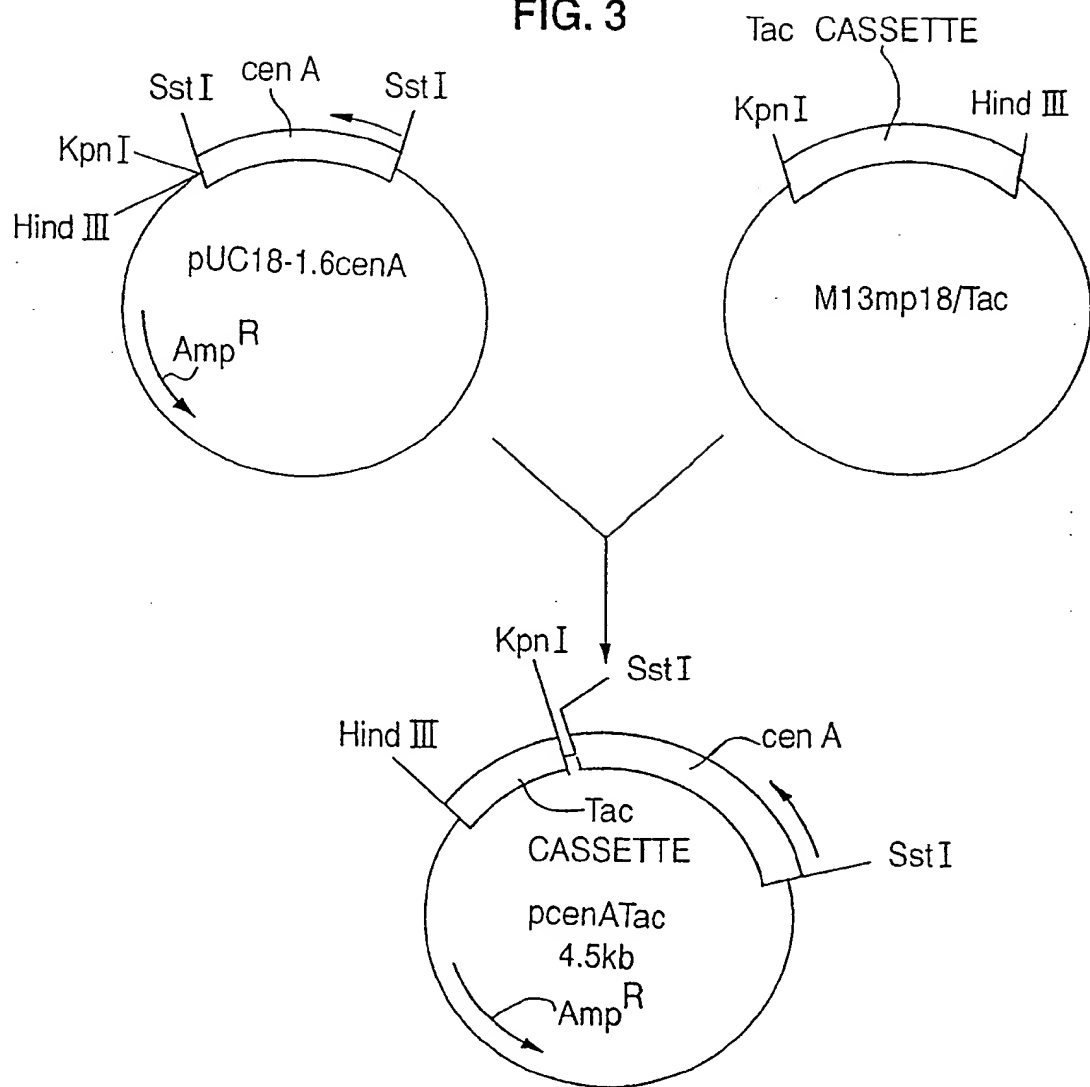 FIG. 3
Sst I
cen A
Sst I
Kpn I
Hind III
pUC18-1.6cenA
Amp R
Tac CASSETTE
Kpn I
Hind III
M13mp18/Tac
Kpn I
Sst I
Hind III
cen A
Tac
CASSETTE
Sst I
pcenATac
4.5kb
Amp R